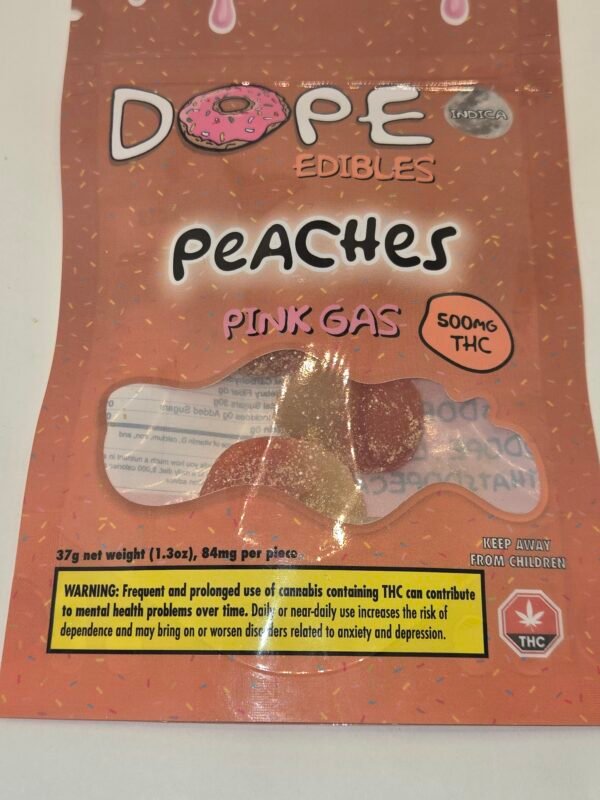 DOPE
INDICA
EDIBLES
PEACHES
PINK GAS
500MG
THC
37g net weight (1.3oz), 84mg per piece
KEEP AWAY
FROM CHILDREN
WARNING: Frequent and prolonged use of cannabis containing THC can contribute
to mental health problems over time. Daily or near-daily use increases the risk of
dependence and may bring on or worsen disorders related to anxiety and depression.
THC